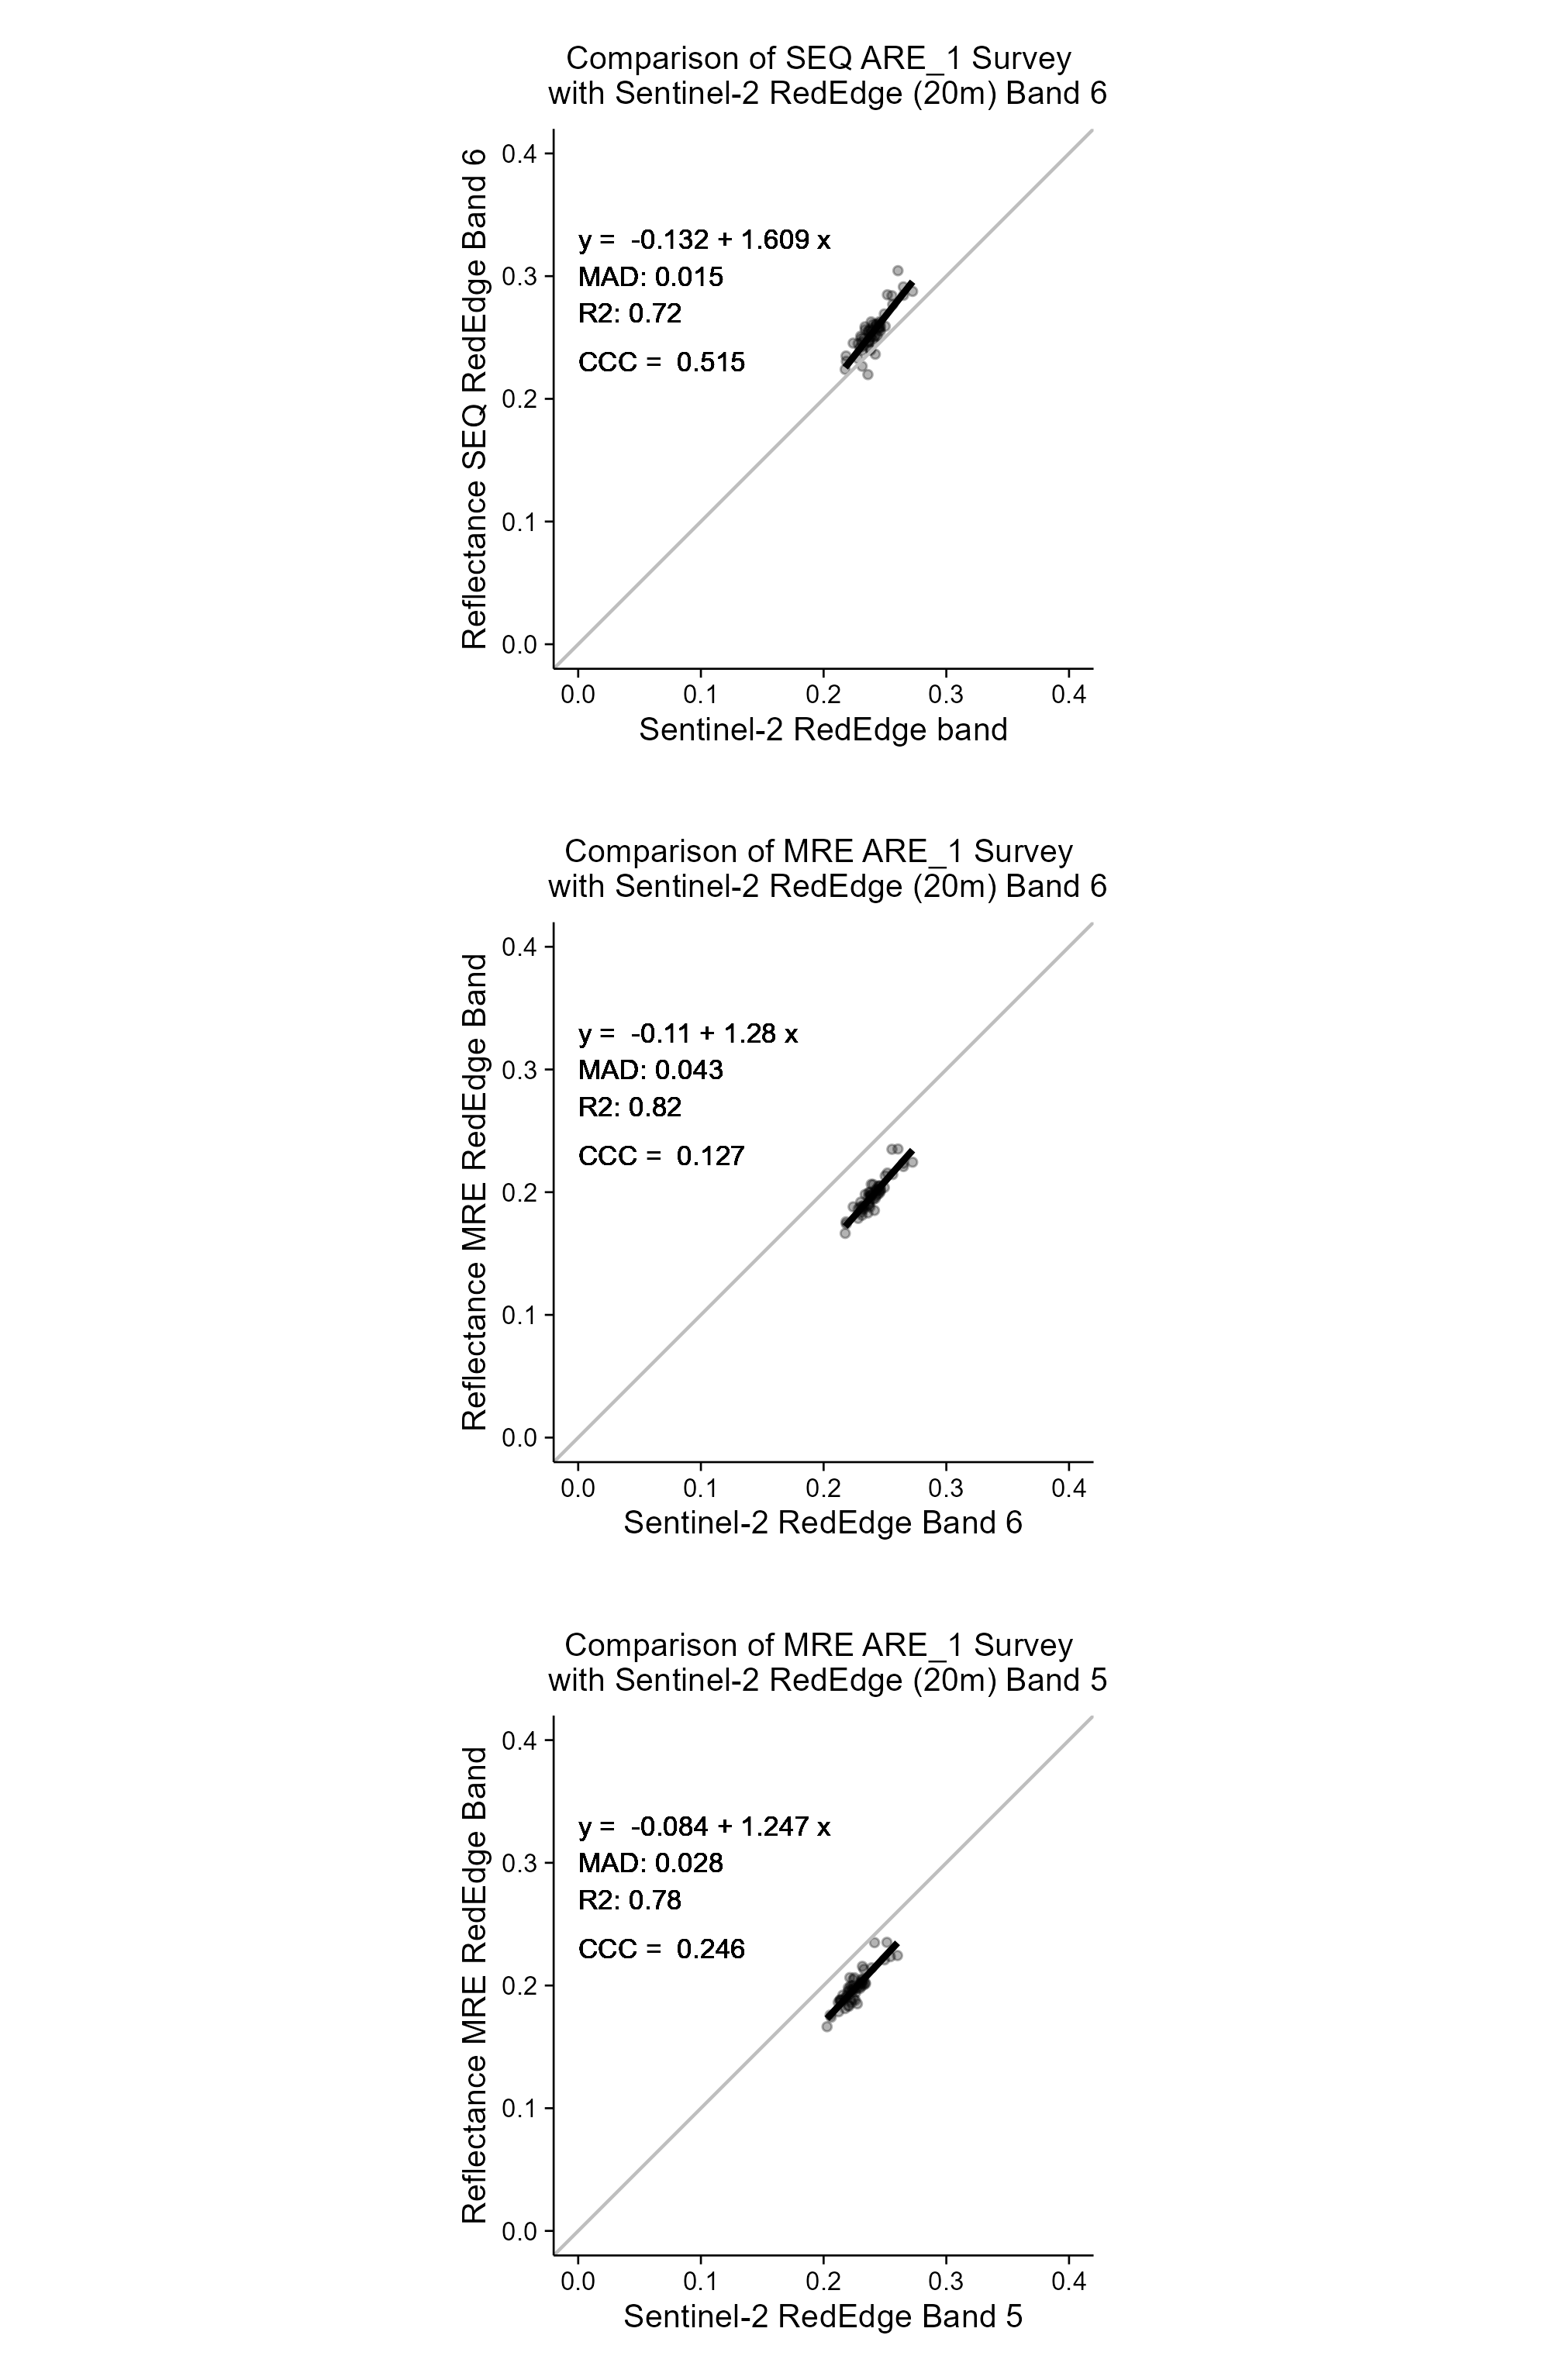 Comparison of SEQ ARE_1 Survey
with Sentinel-2 RedEdge (20m) Band 6
Reflectance SEQ RedEdge Band 6
0.4
0.3
0.2
0.1
0.0
y = -0.132 + 1.609 x
MAD: 0.015
R2: 0.72
CCC = 0.515
0.0 0.1 0.2 0.3 0.4
Sentinel-2 RedEdge band
Comparison of MRE ARE_1 Survey
with Sentinel-2 RedEdge (20m) Band 6
Reflectance MRE RedEdge Band
0.4
0.3
0.2
0.1
0.0
y = -0.11 + 1.28 x
MAD: 0.043
R2: 0.82
CCC = 0.127
0.0 0.1 0.2 0.3 0.4
Sentinel-2 RedEdge Band 6
Comparison of MRE ARE_1 Survey
with Sentinel-2 RedEdge (20m) Band 5
Reflectance MRE RedEdge Band
0.4
0.3
0.2
0.1
0.0
y = -0.084 + 1.247 x
MAD: 0.028
R2: 0.78
CCC = 0.246
0.0 0.1 0.2 0.3 0.4
Sentinel-2 RedEdge Band 5